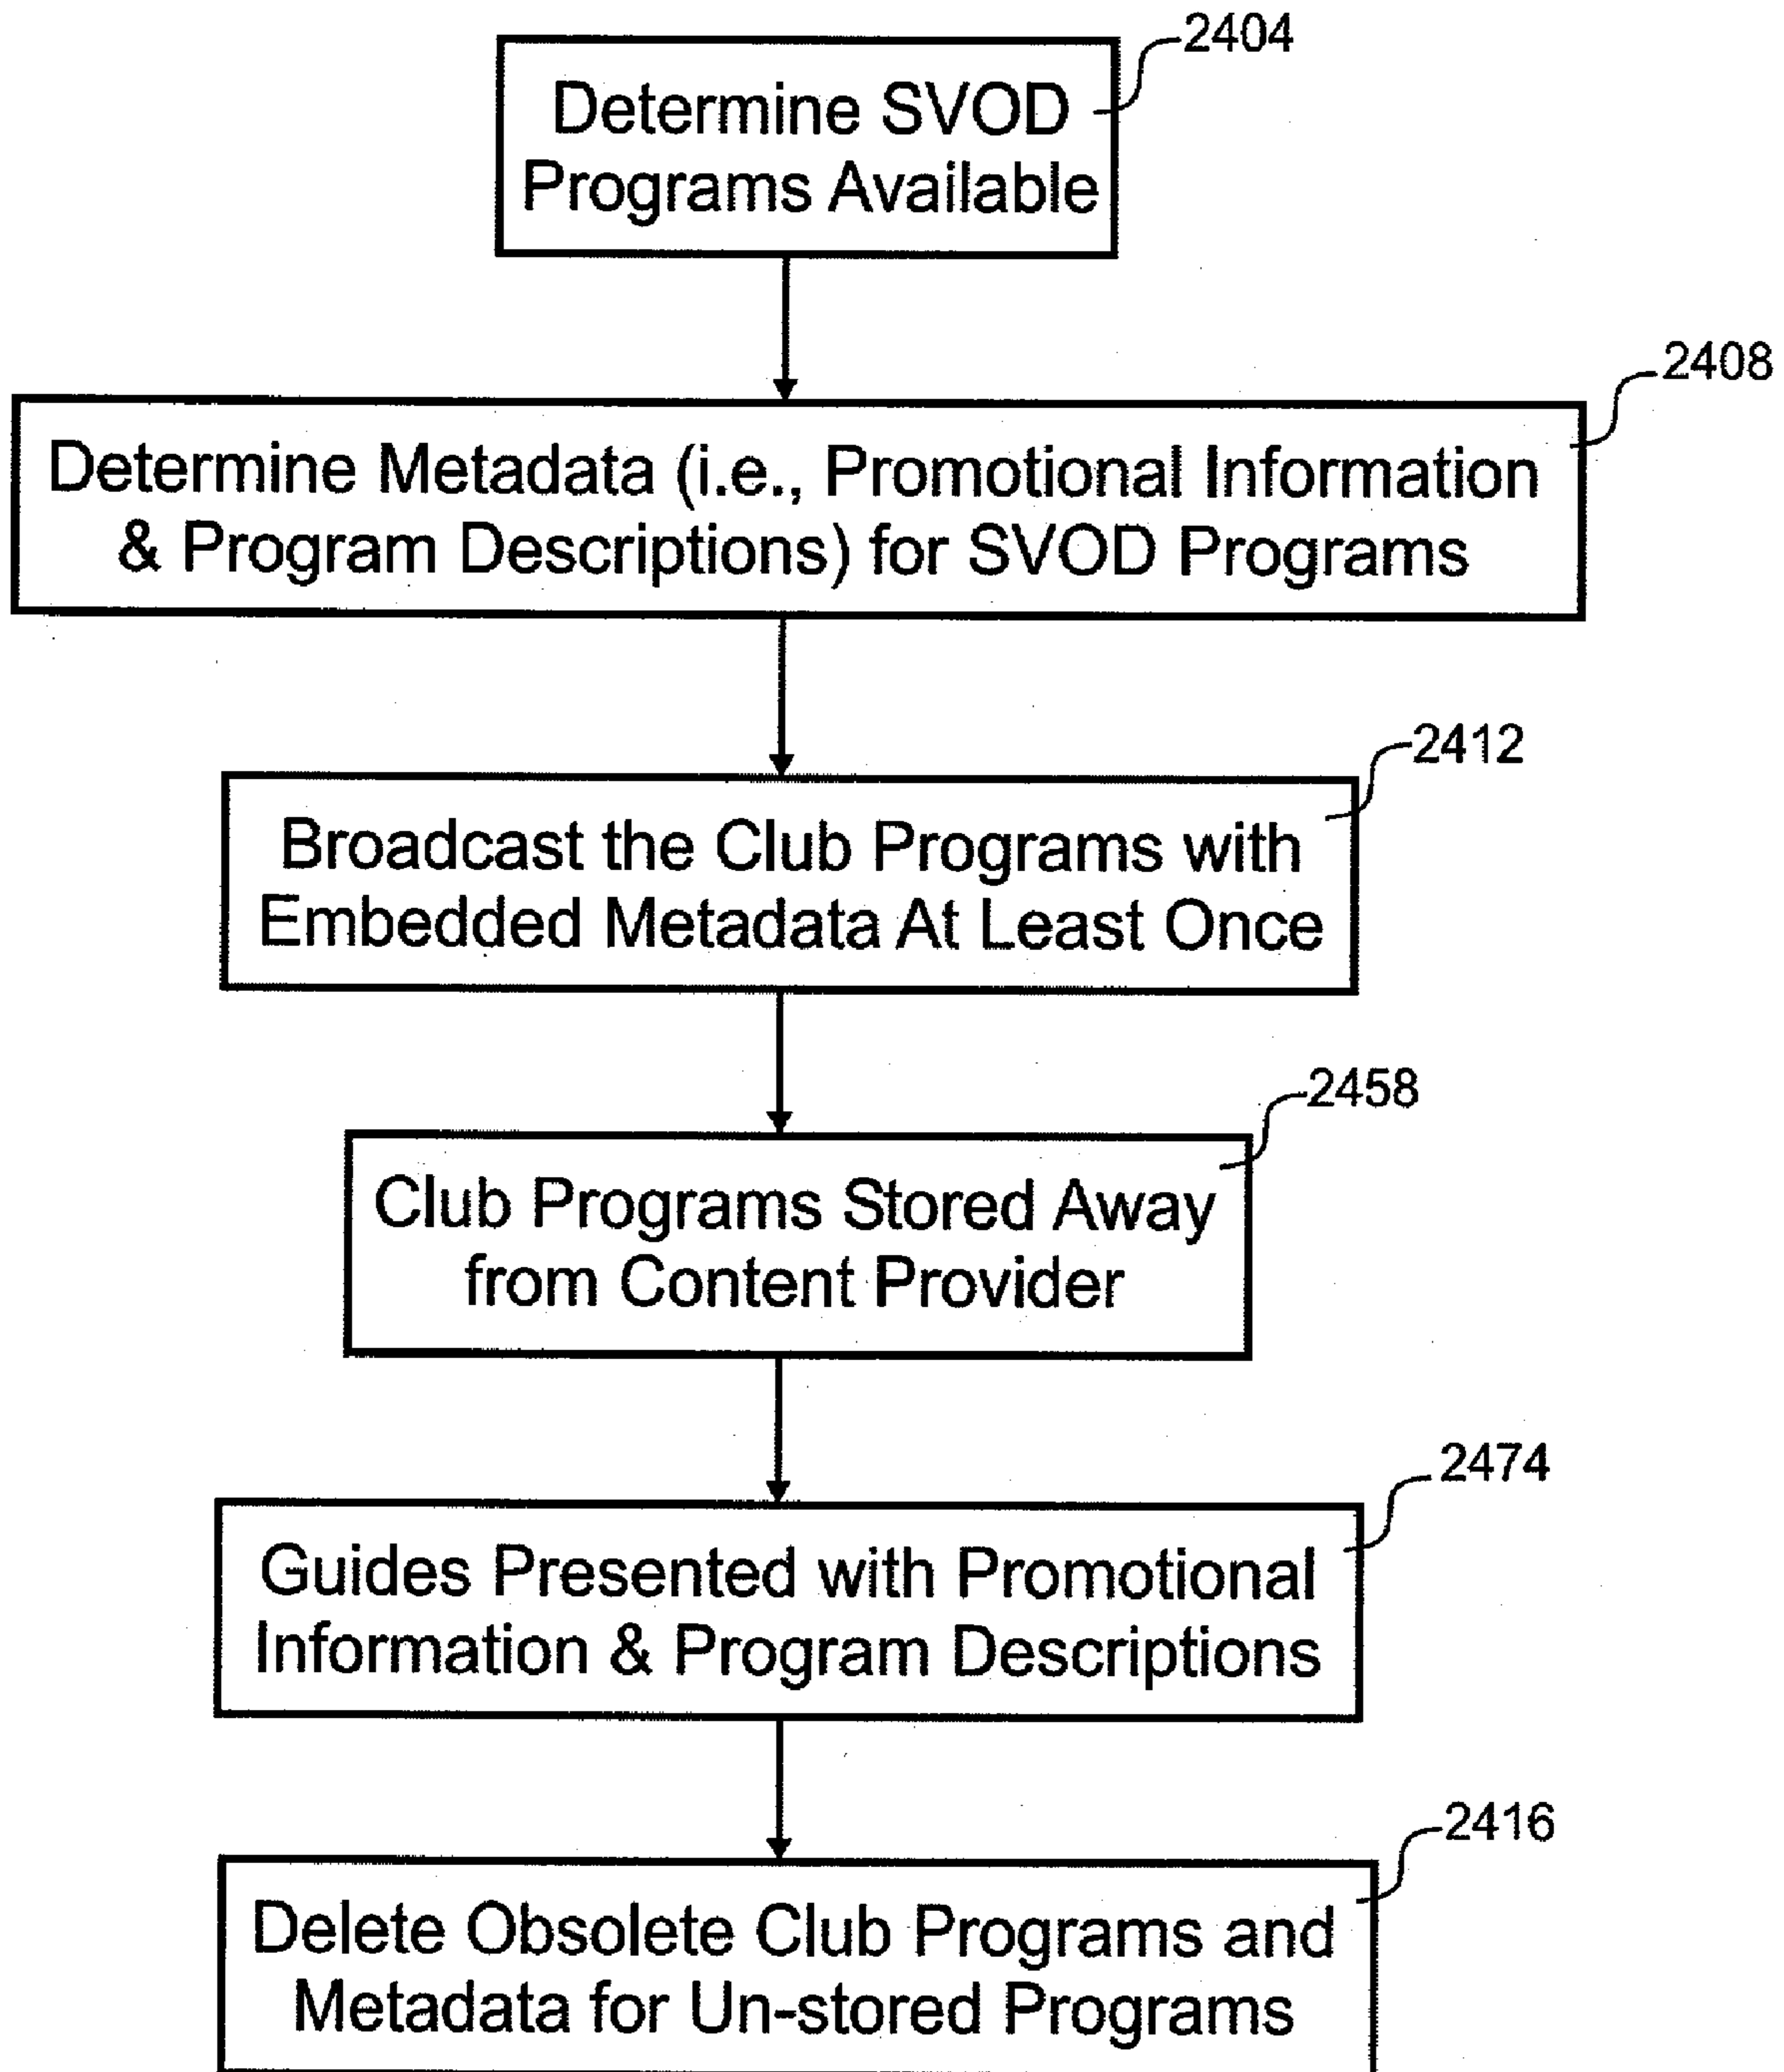 2404
Determine SVOD
Programs Available
2408
Determine Metadata (i.e., Promotional Information
& Program Descriptions) for SVOD Programs
2412
Broadcast the Club Programs with
Embedded Metadata At Least Once
2458
Club Programs Stored Away
from Content Provider
2474
Guides Presented with Promotional
Information & Program Descriptions
2416
Delete Obsolete Club Programs and
Metadata for Un-stored Programs